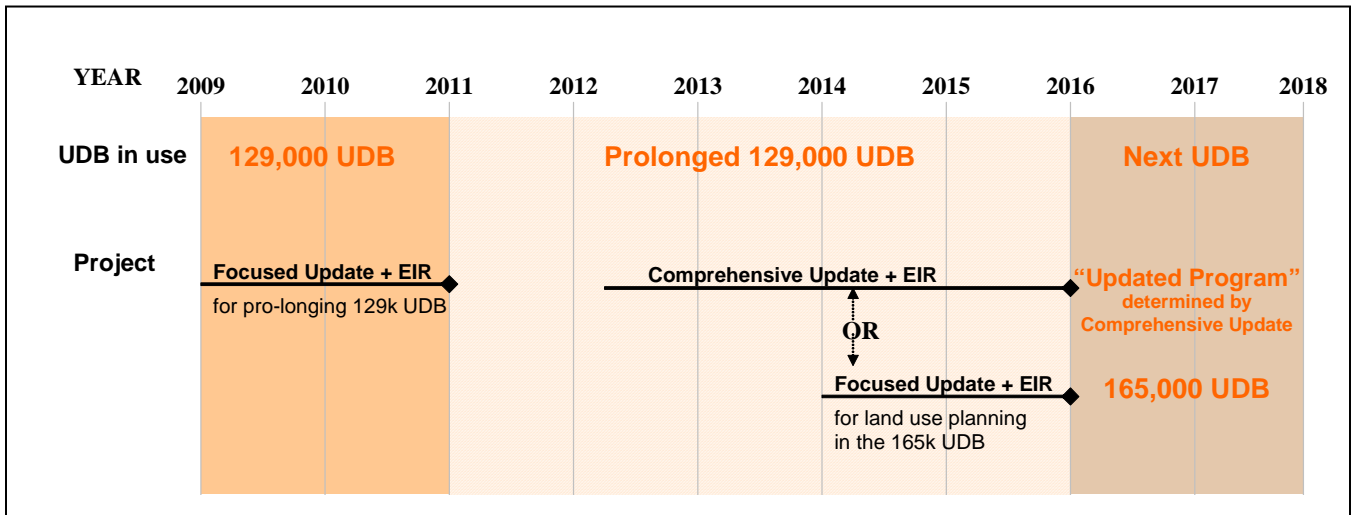 YEAR
2009 2010 2011 2012 2013 2014 2015 2016 2017 2018
UDB in use
129,000 UDB
Prolonged 129,000 UDB
Next UDB
Project
Focused Update + EIR
for pro-longing 129k UDB
Comprehensive Update + EIR
“Updated Program”
determined by
Comprehensive Update
OR
Focused Update + EIR
for land use planning
in the 165k UDB
165,000 UDB